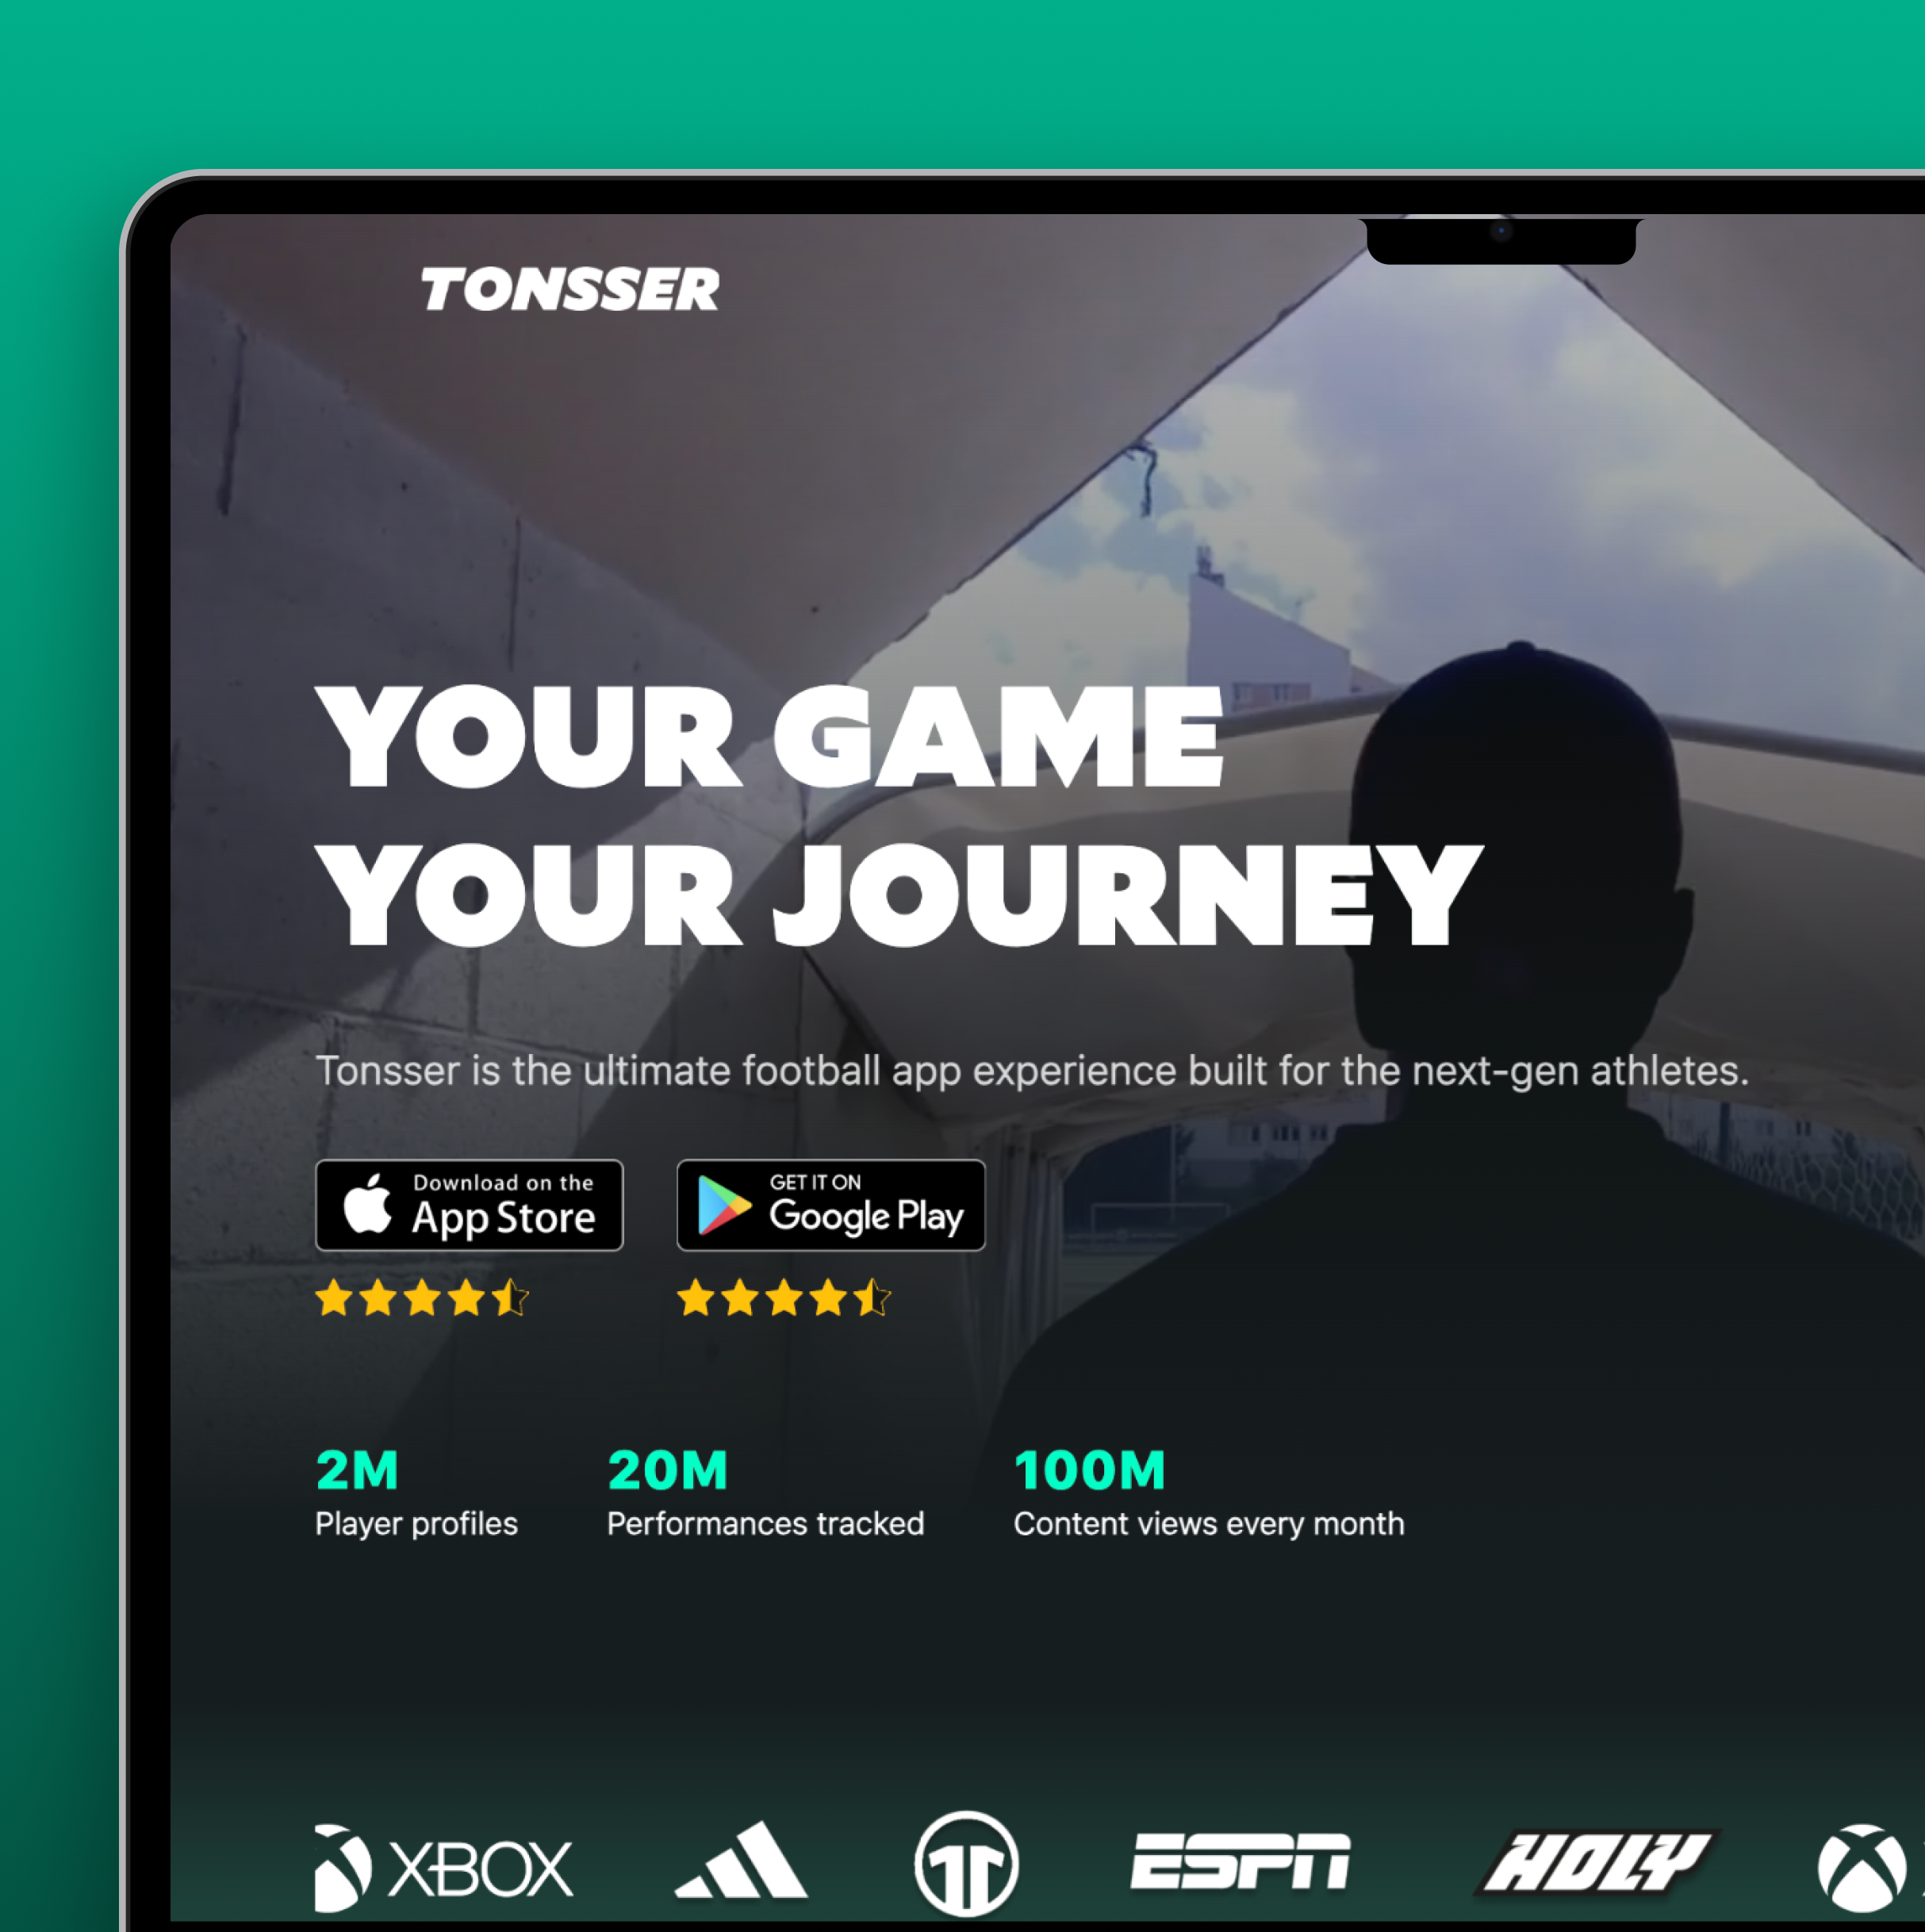 TONSSER
YOUR GAME
YOUR JOURNEY
Tonsser is the ultimate football app experience built for the next-gen athletes.
Download on the
App Store
GET IT ON
Google Play
2M
Player profiles
20M
Performances tracked
100M
Content views every month
XBOX
ESPN
HOLY